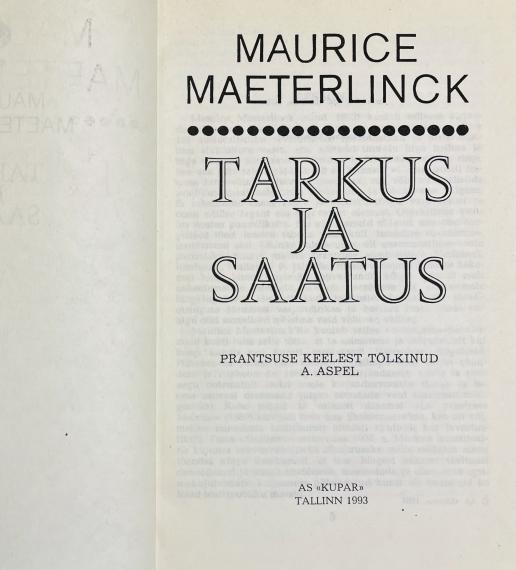 MAURICE
MAETERLINCK
TARKUS
JA
SAATUS
PRANTSUSE KEELEST TÕLKINUD
A. ASPEL
AS «KUPAR»
TALLINN 1993